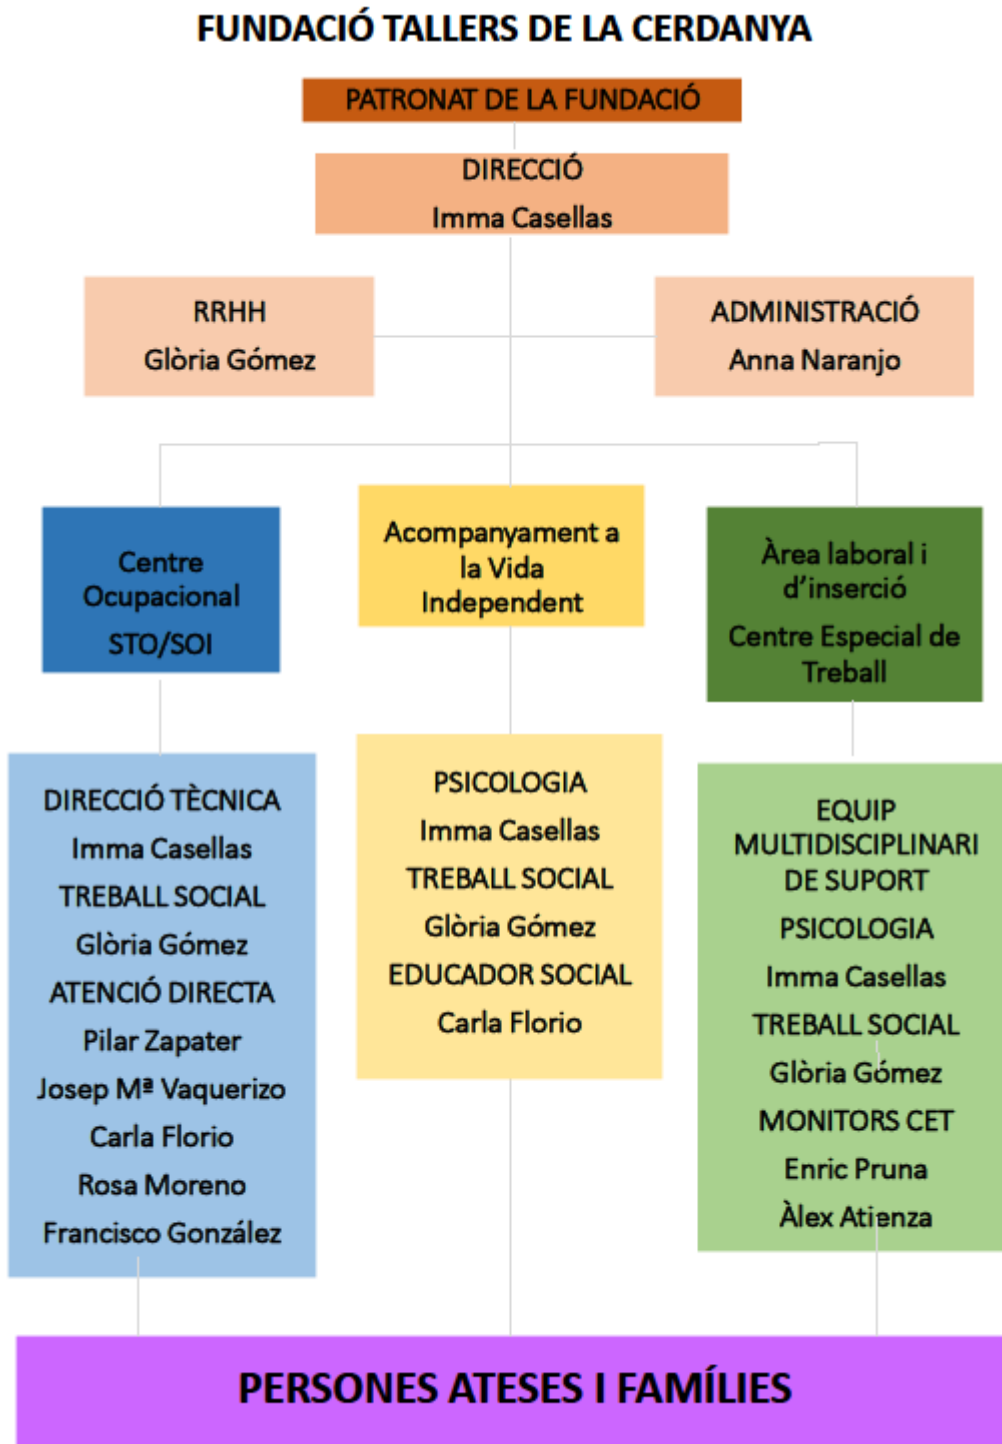 FUNDACIÓ TALLERS DE LA CERDANYA
PATRONAT DE LA FUNDACIÓ
DIRECCIÓ
Imma Casellas
RRHH
Glòria Gómez
ADMINISTRACIÓ
Anna Naranjo
Centre
Ocupacional
STO/SOI
Acompanyament a
la Vida
Independent
Àrea laboral i
d'inserció
Centre Especial de
Treball
DIRECCIÓ TÈCNICA
Imma Casellas
TREBALL SOCIAL
Glòria Gómez
ATENCIÓ DIRECTA
Pilar Zapater
Josep Mª Vaquerizo
Carla Florio
Rosa Moreno
Francisco González
PSICOLOGIA
Imma Casellas
TREBALL SOCIAL
Glòria Gómez
EDUCADOR SOCIAL
Carla Florio
EQUIP
MULTIDISCIPLINARI
DE SUPORT
PSICOLOGIA
Imma Casellas
TREBALL SOCIAL
Glòria Gómez
MONITORS CET
Enric Pruna
Àlex Atienza
PERSONES ATESES I FAMÍLIES